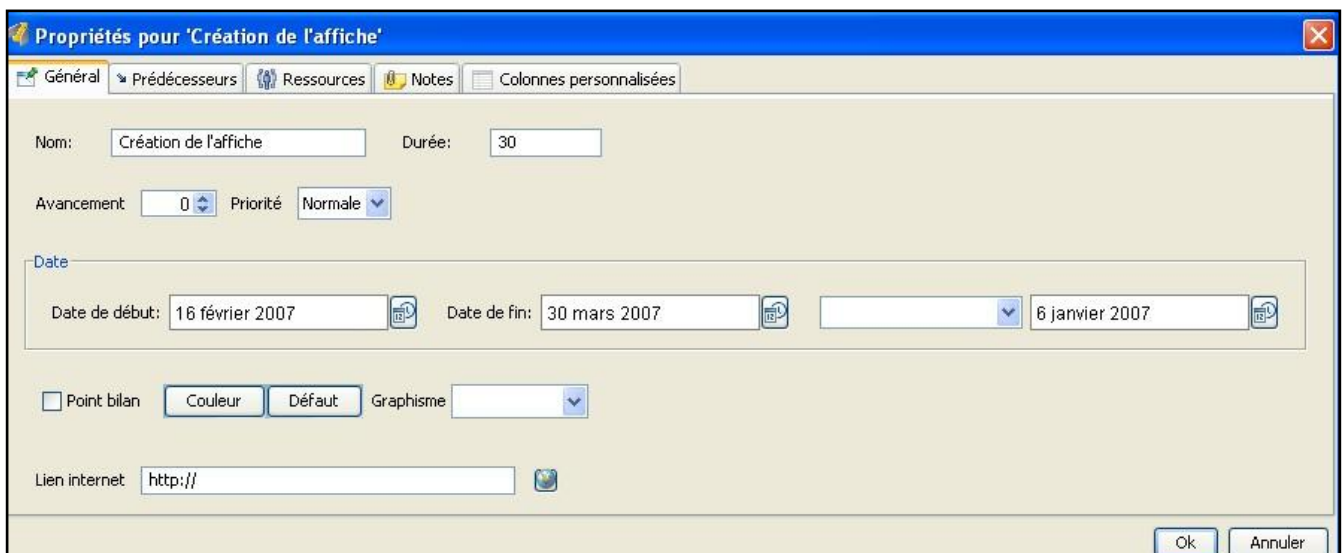 Propriétés pour 'Création de l'affiche'
Général Prédécesseurs Ressources Notes Colonnes personnalisées
Nom: Création de l'affiche Durée: 30
Avancement 0 Priorité Normale
Date
Date de début: 16 février 2007 Date de fin: 30 mars 2007 6 janvier 2007
Point bilan Couleur Défaut Graphisme
Lien internet http://
Ok Annuler